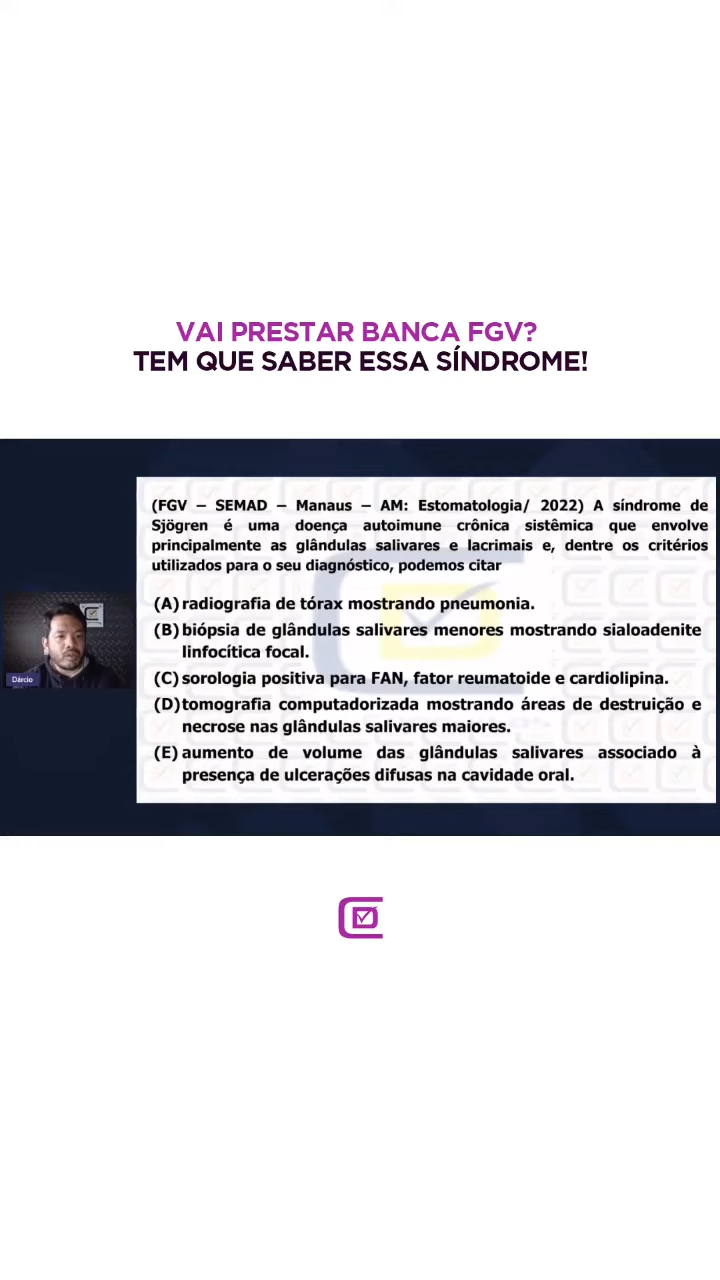 VAI PRESTAR BANCA FGV?
TEM QUE SABER ESSA SÍNDROME!
(FGV – SEMAD – Manaus – AM: Estomatologia/ 2022) A síndrome de
Sjögren é uma doença autoimune crônica sistêmica que envolve
principalmente as glândulas salivares e lacrimais e, dentre os critérios
utilizados para o seu diagnóstico, podemos citar
(A) radiografia de tórax mostrando pneumonia.
(B) biópsia de glândulas salivares menores mostrando sialoadenite
linfocítica focal.
(C) sorologia positiva para FAN, fator reumatoide e cardiolipina.
(D) tomografia computadorizada mostrando áreas de destruição e
necrose nas glândulas salivares maiores.
(E) aumento de volume das glândulas salivares associado à
presença de ulcerações difusas na cavidade oral.
Dárcio